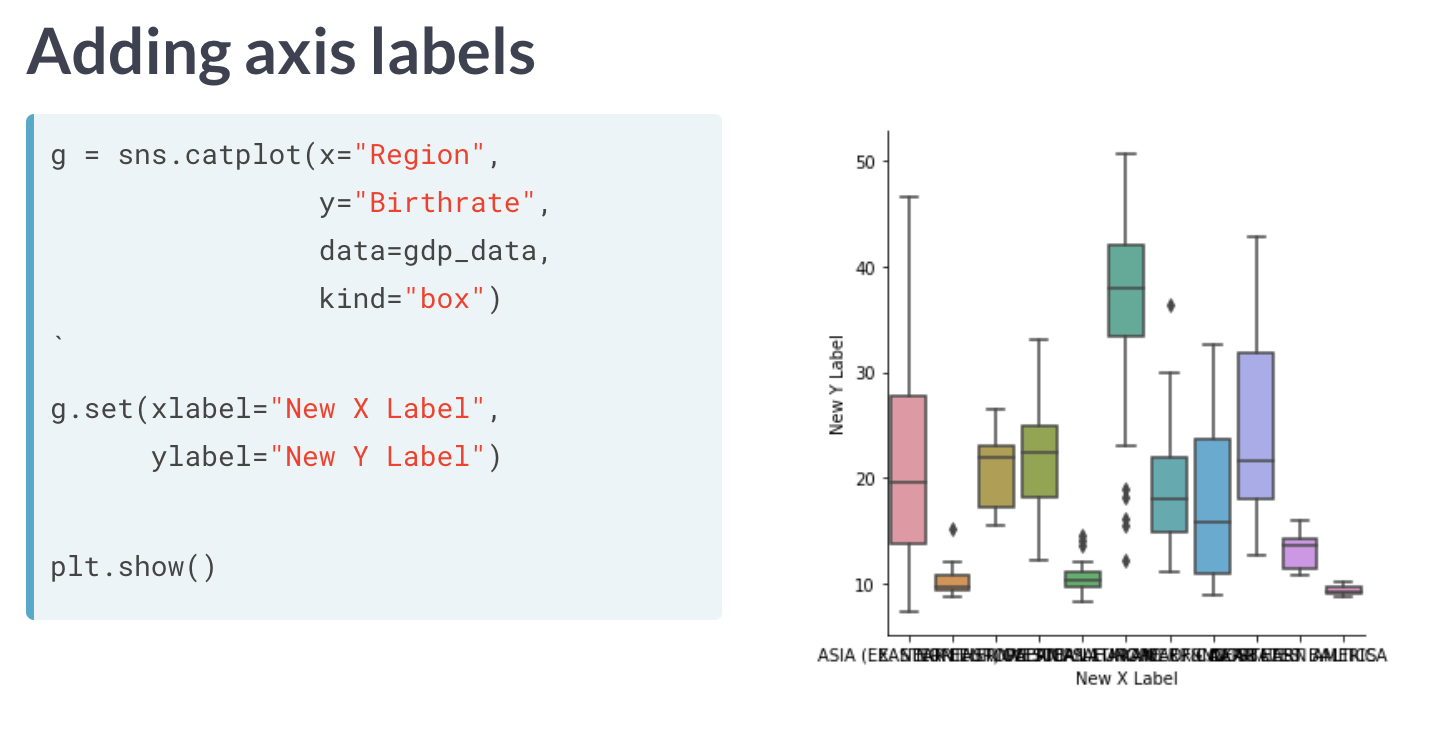 Adding axis labels
g = sns.catplot(x="Region",
y="Birthrate",
data=gdp_data,
kind="box")
`
g.set(xlabel="New X Label",
ylabel="New Y Label")
plt.show()
50
40
30
20
10
New Y Label
ASIA
New X Label